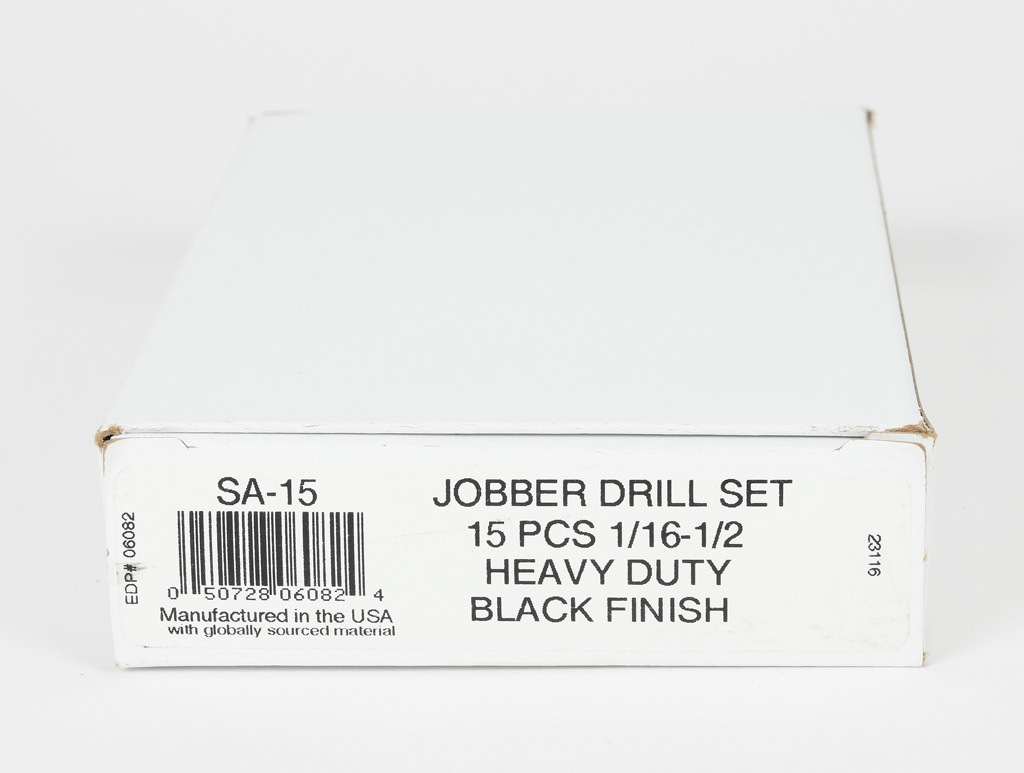 SA-15
EDP# 06082
0 50728 06082 4
Manufactured in the USA
with globally sourced material
JOBBER DRILL SET
15 PCS 1/16-1/2
HEAVY DUTY
BLACK FINISH
23116